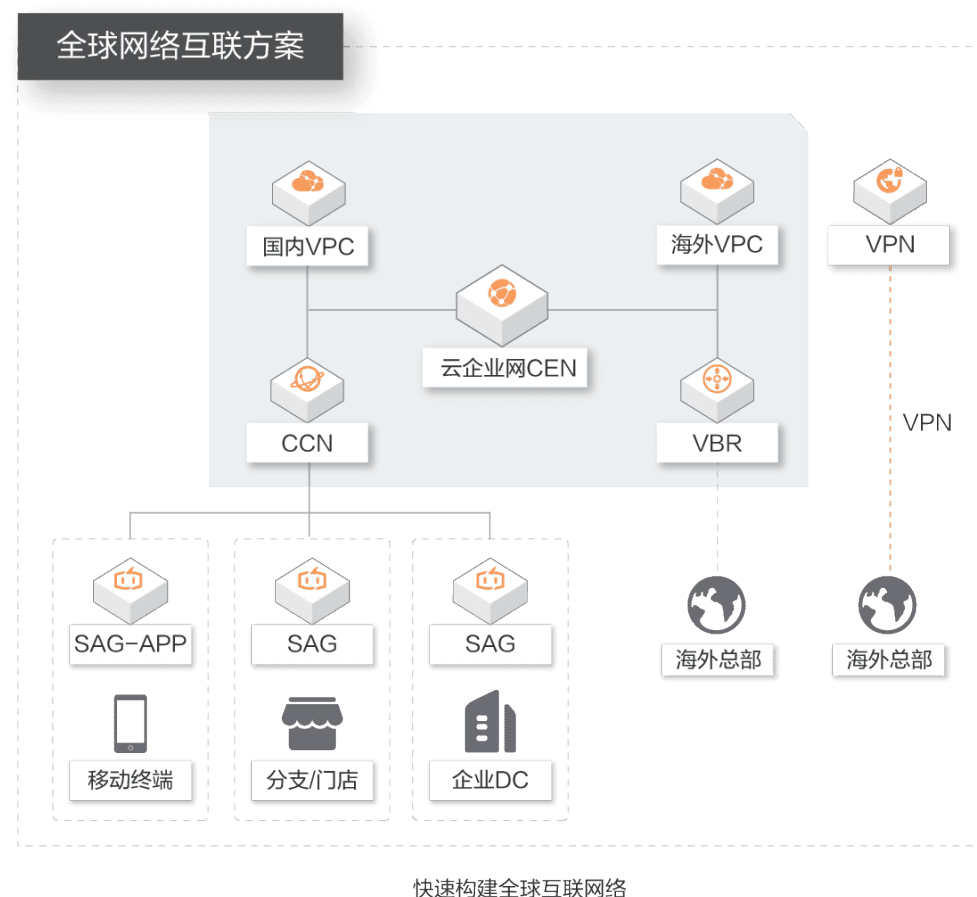 全球网络互联方案
国内VPC
海外VPC
VPN
云企业网CEN
CCN
VBR
VPN
SAG-APP
SAG
SAG
海外总部
海外总部
移动终端
分支/门店
企业DC
快速构建全球互联网络